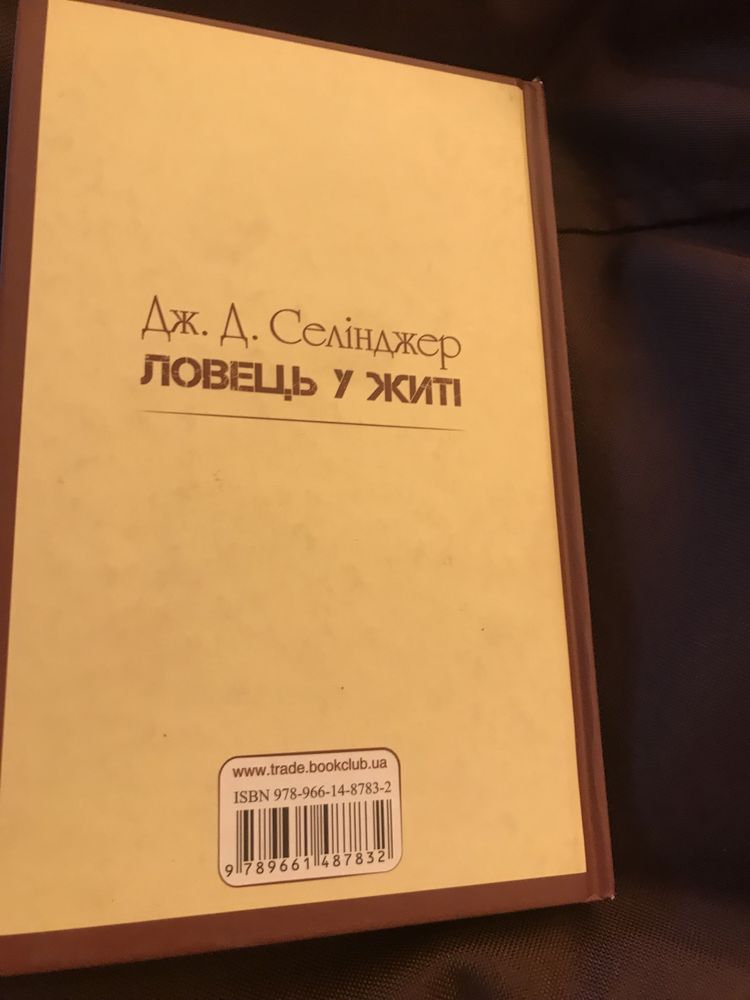 Дж. Д. Селінджер
ЛОВЕЦЬ У ЖИТІ
www.trade.bookclub.ua
ISBN 978-966-14-8783-2
9 789661 487832